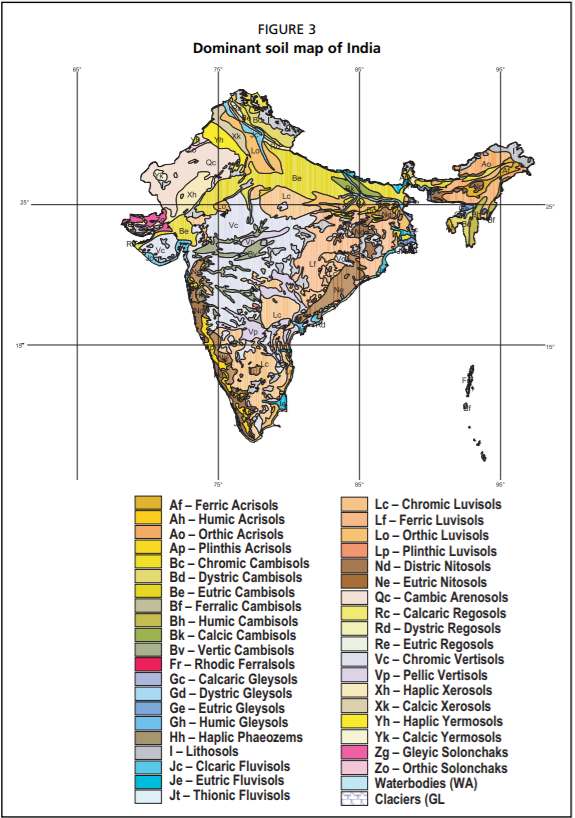 FIGURE 3
Dominant soil map of India
65°
75°
85°
95°
Yh
Xk
Lo
Qc
Xh
Be
Lc
Ao
25°
Be
Vc
Vc
Lf
Ne
Lc
Vp
15°
15°
Lc
75°
85°
95°
Af – Ferric Acrisols
Ah – Humic Acrisols
Ao – Orthic Acrisols
Ap – Plinthis Acrisols
Bc – Chromic Cambisols
Bd – Dystric Cambisols
Be – Eutric Cambisols
Bf – Ferralic Cambisols
Bh – Humic Cambisols
Bk – Calcic Cambisols
Bv – Vertic Cambisols
Fr – Rhodic Ferralsols
Gc – Calcaric Gleysols
Gd – Dystric Gleysols
Ge – Eutric Gleysols
Gh – Humic Gleysols
Hh – Haplic Phaeozems
I – Lithosols
Jc – Clcaric Fluvisols
Je – Eutric Fluvisols
Jt – Thionic Fluvisols
Lc – Chromic Luvisols
Lf – Ferric Luvisols
Lo – Orthic Luvisols
Lp – Plinthic Luvisols
Nd – Distric Nitosols
Ne – Eutric Nitosols
Qc – Cambic Arenosols
Rc – Calcaric Regosols
Rd – Dystric Regosols
Re – Eutric Regosols
Vc – Chromic Vertisols
Vp – Pellic Vertisols
Xh – Haplic Xerosols
Xk – Calcic Xerosols
Yh – Haplic Yermosols
Yk – Calcic Yermosols
Zg – Gleyic Solonchaks
Zo – Orthic Solonchaks
Waterbodies (WA)
Claciers (GL